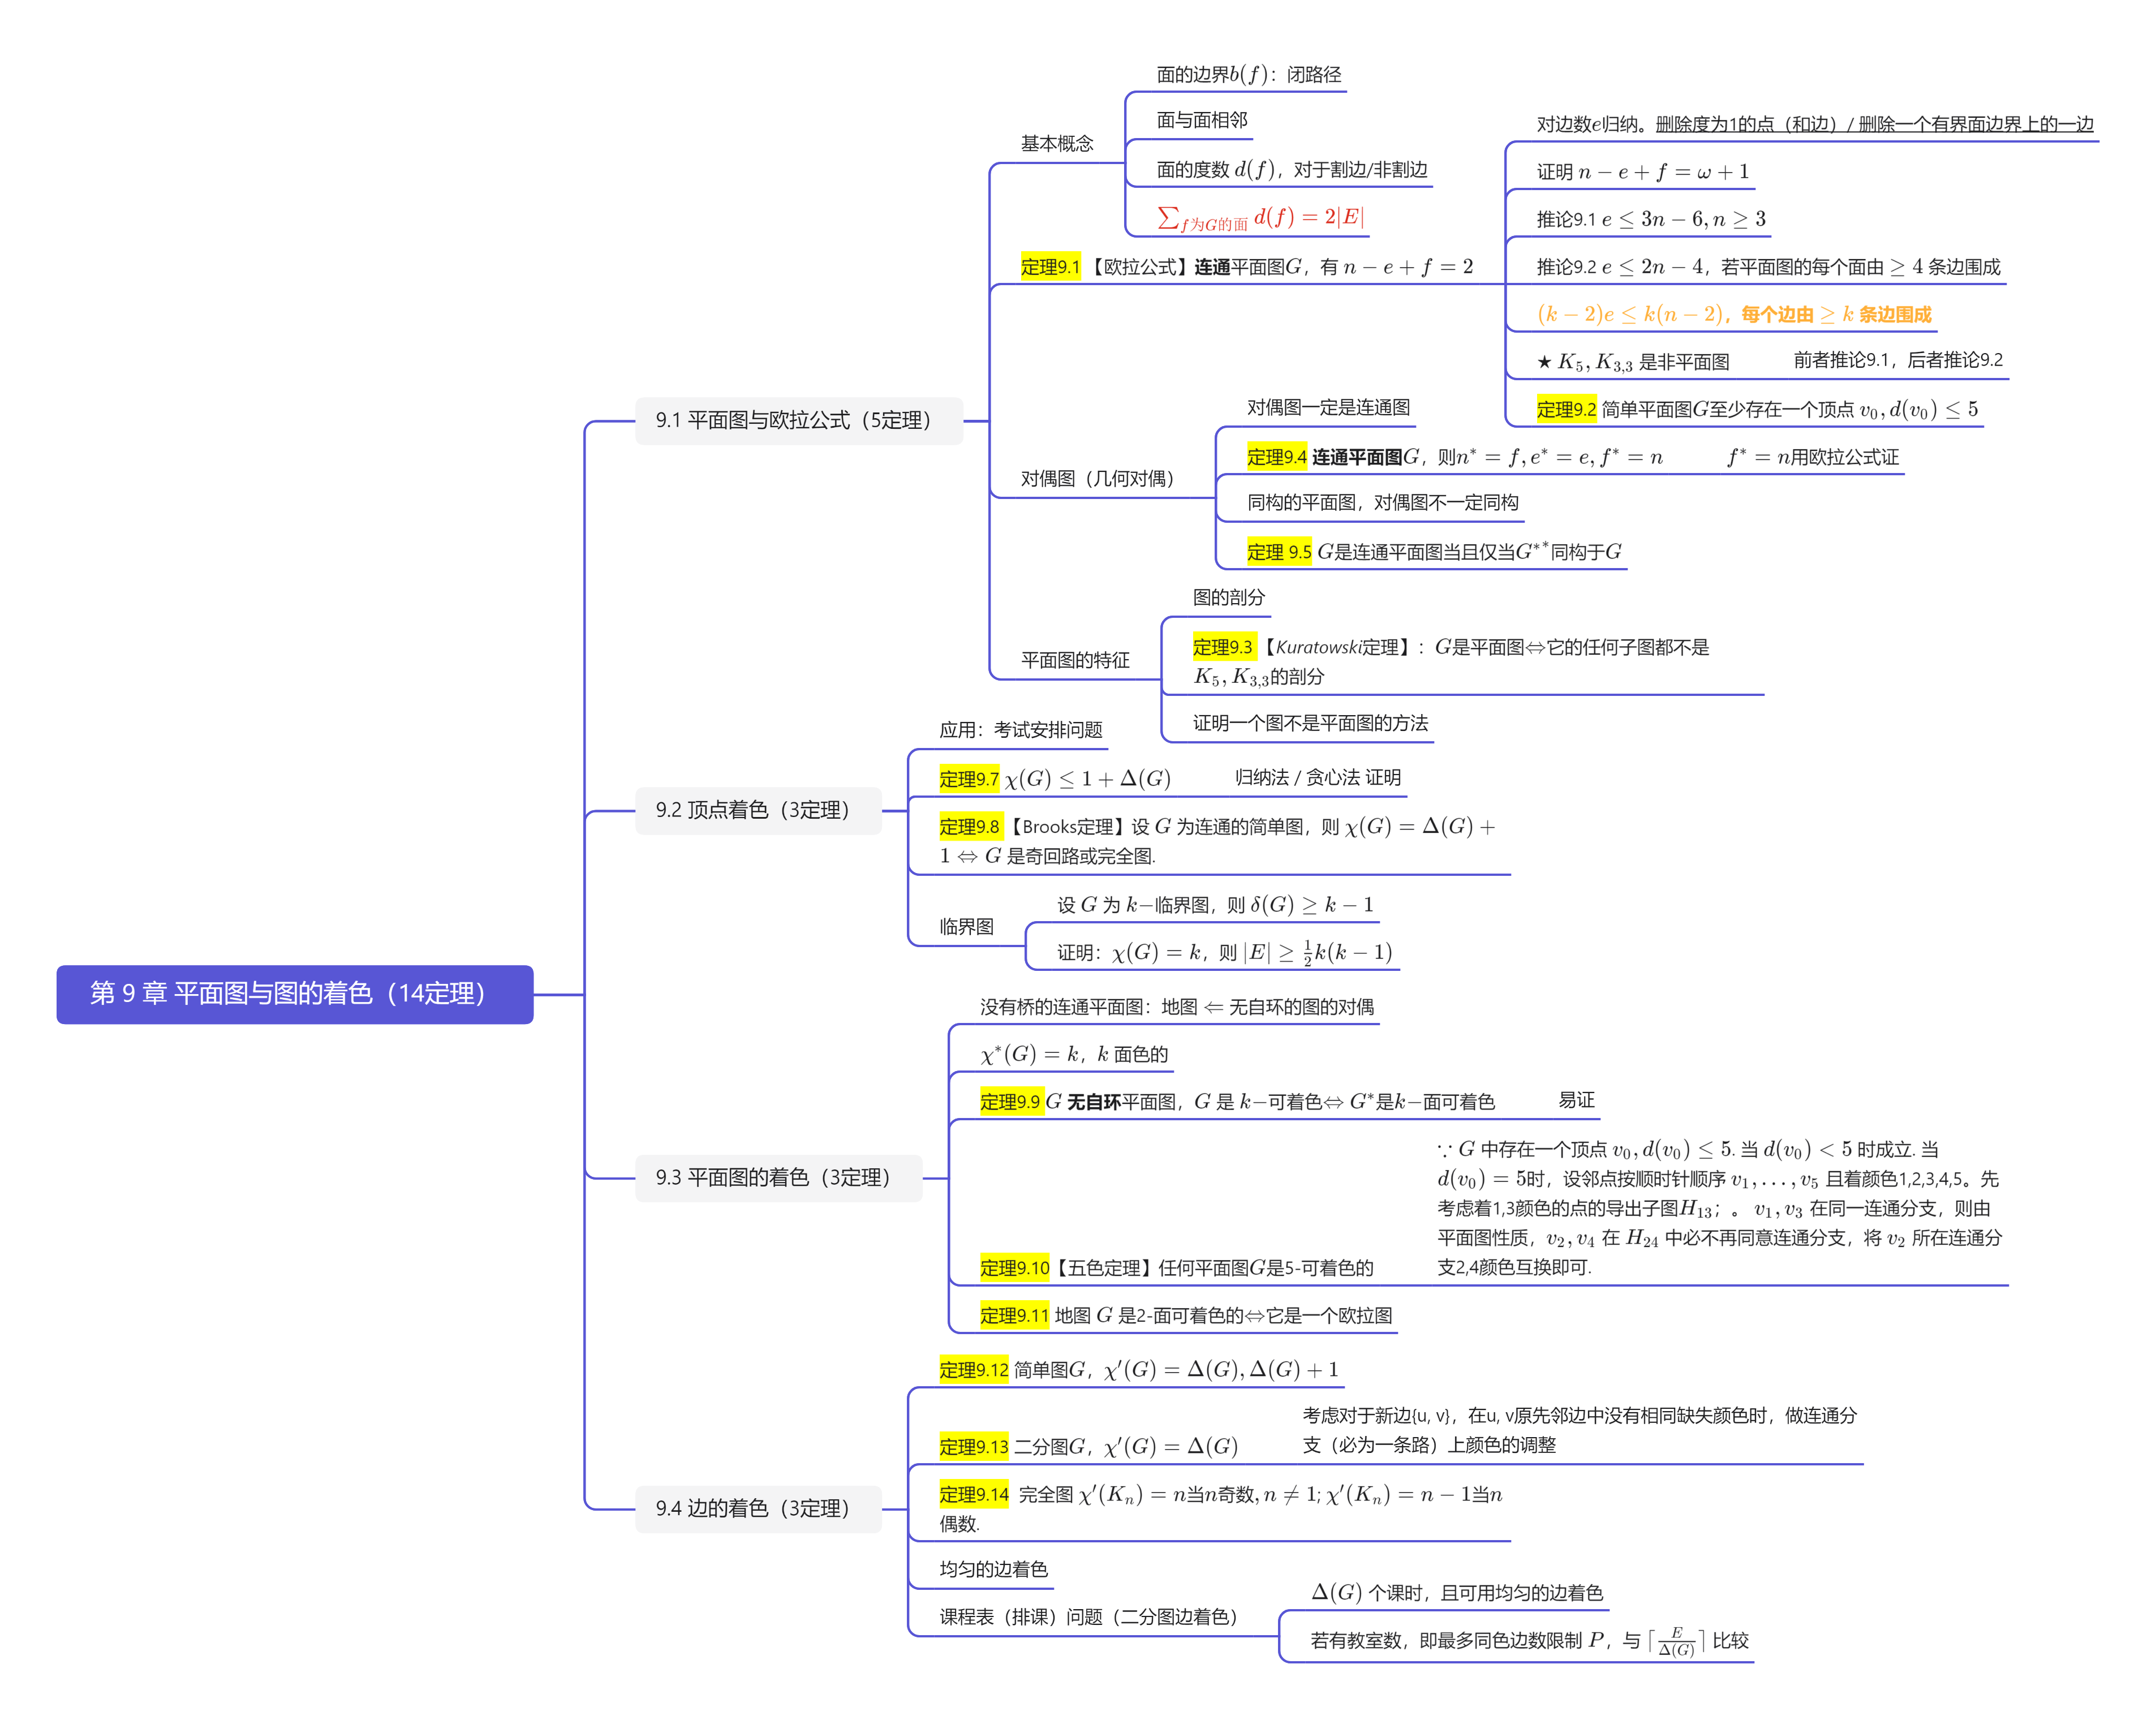 第 9 章 平面图与图的着色（14定理）
9.1 平面图与欧拉公式（5定理）
基本概念
面的边界b(f)：闭路径
面与面相邻
面的度数 d(f)，对于割边/非割边
∑_{f为G的面} d(f) = 2|E|
定理9.1 【欧拉公式】连通平面图G，有 n − e + f = 2
对边数e归纳。删除度为1的点（和边）/ 删除一个有界面边界上的一边
证明 n − e + f = ω + 1
推论9.1 e ≤ 3n − 6, n ≥ 3
推论9.2 e ≤ 2n − 4，若平面图的每个面由 ≥ 4 条边围成
(k − 2)e ≤ k(n − 2)，每个边由 ≥ k 条边围成
★ K_5, K_{3,3} 是非平面图
前者推论9.1，后者推论9.2
定理9.2 简单平面图G至少存在一个顶点 v_0, d(v_0) ≤ 5
对偶图（几何对偶）
对偶图一定是连通图
定理9.4 连通平面图G，则n* = f, e* = e, f* = n
f* = n用欧拉公式证
同构的平面图，对偶图不一定同构
定理 9.5 G是连通平面图当且仅当G**同构于G
平面图的特征
图的剖分
定理9.3【Kuratowski定理】：G是平面图⇔它的任何子图都不是
K_5, K_{3,3}的剖分
证明一个图不是平面图的方法
9.2 顶点着色（3定理）
应用：考试安排问题
定理9.7 χ(G) ≤ 1 + Δ(G)
归纳法 / 贪心法 证明
定理9.8【Brooks定理】设 G 为连通的简单图，则 χ(G) = Δ(G) +
1 ⇔ G 是奇回路或完全图.
临界图
设 G 为 k−临界图，则 δ(G) ≥ k − 1
证明：χ(G) = k，则 |E| ≥ \frac{1}{2}k(k − 1)
9.3 平面图的着色（3定理）
没有桥的连通平面图：地图 ⇐ 无自环的图的对偶
χ*(G) = k，k 面色的
定理9.9 G 无自环平面图，G 是 k−可着色⇔ G*是k−面可着色
易证
定理9.10【五色定理】任何平面图G是5-可着色的
∵ G 中存在一个顶点 v_0, d(v_0) ≤ 5. 当 d(v_0) < 5 时成立. 当
d(v_0) = 5时，设邻点按顺时针顺序 v_1, . . . , v_5 且着颜色1,2,3,4,5。先
考虑着1,3颜色的点的导出子图H_{13}；。 v_1, v_3 在同一连通分支，则由
平面图性质，v_2, v_4 在 H_{24} 中必不再同意连通分支，将 v_2 所在连通分
支2,4颜色互换即可.
定理9.11 地图 G 是2-面可着色的⇔它是一个欧拉图
9.4 边的着色（3定理）
定理9.12 简单图G，χ′(G) = Δ(G), Δ(G) + 1
定理9.13 二分图G，χ′(G) = Δ(G)
考虑对于新边{u, v}，在u, v原先邻边中没有相同缺失颜色时，做连通分
支（必为一条路）上颜色的调整
定理9.14 完全图 χ′(K_n) = n当n奇数, n ≠ 1; χ′(K_n) = n − 1当n
偶数.
均匀的边着色
课程表（排课）问题（二分图边着色）
Δ(G) 个课时，且可用均匀的边着色
若有教室数，即最多同色边数限制 P，与 ⌈\frac{E}{Δ(G)}⌉ 比较